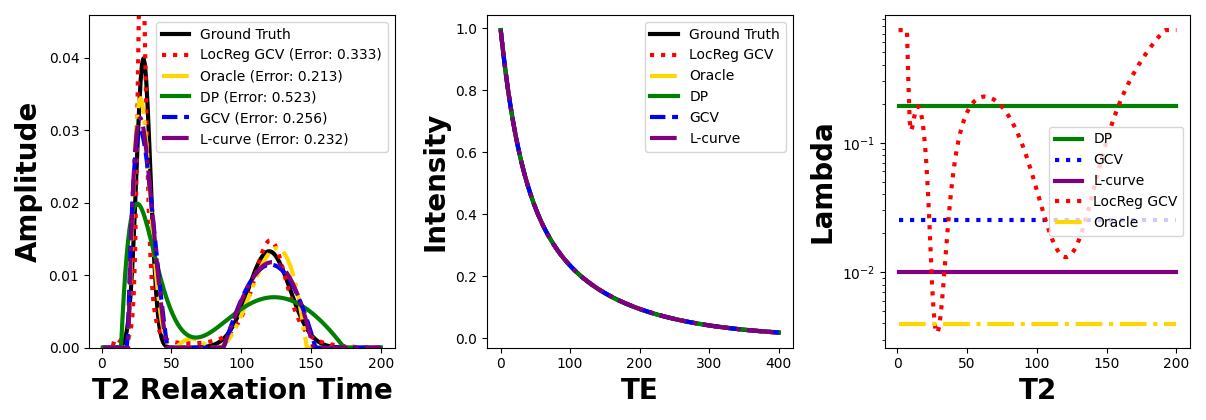 Amplitude
0.04
0.03
0.02
0.01
0.00
Ground Truth
LocReg GCV (Error: 0.333)
Oracle (Error: 0.213)
DP (Error: 0.523)
GCV (Error: 0.256)
L-curve (Error: 0.232)
0 50 100 150 200
T2 Relaxation Time
Intensity
1.0
0.8
0.6
0.4
0.2
0.0
Ground Truth
LocReg GCV
Oracle
DP
GCV
L-curve
0 100 200 300 400
TE
Lambda
10⁻¹
10⁻²
DP
GCV
L-curve
LocReg GCV
Oracle
0 50 100 150 200
T2